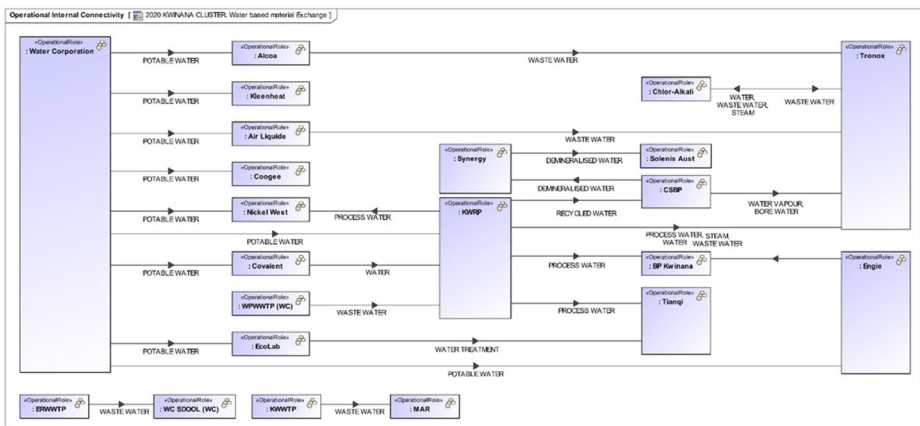 Operational Internal Connectivity [ 2020 KWINANA CLUSTER: Water based material Exchange ]
«OperationalRole»
: Water Corporation
POTABLE WATER
«OperationalRole»
: Alcoa
WASTE WATER
«OperationalRole»
: Tronox
POTABLE WATER
«OperationalRole»
: Kleenheat
«OperationalRole»
: Chlor-Alkali
WATER,
WASTE WATER,
STEAM
WASTE WATER
POTABLE WATER
«OperationalRole»
: Air Liquide
WASTE WATER
«OperationalRole»
: Synergy
DEMINERALISED WATER
«OperationalRole»
: Solenis Aust
POTABLE WATER
«OperationalRole»
: Coogee
DEMINERALISED WATER
«OperationalRole»
: CSBP
WATER VAPOUR,
BORE WATER
POTABLE WATER
«OperationalRole»
: Nickel West
PROCESS WATER
«OperationalRole»
: KWRP
RECYCLED WATER
POTABLE WATER
PROCESS WATER, STEAM,
WATER WASTE WATER
POTABLE WATER
«OperationalRole»
: Covalent
WATER
PROCESS WATER
«OperationalRole»
: BP Kwinana
«OperationalRole»
: Engie
«OperationalRole»
: WPWWTP (WC)
WASTE WATER
PROCESS WATER
«OperationalRole»
: Tianqi
POTABLE WATER
«OperationalRole»
: EcoLab
WATER TREATMENT
POTABLE WATER
«OperationalRole»
: ERWWTP
WASTE WATER
«OperationalRole»
: WC SDOOL (WC)
«OperationalRole»
: KWWTP
WASTE WATER
«OperationalRole»
: MAR